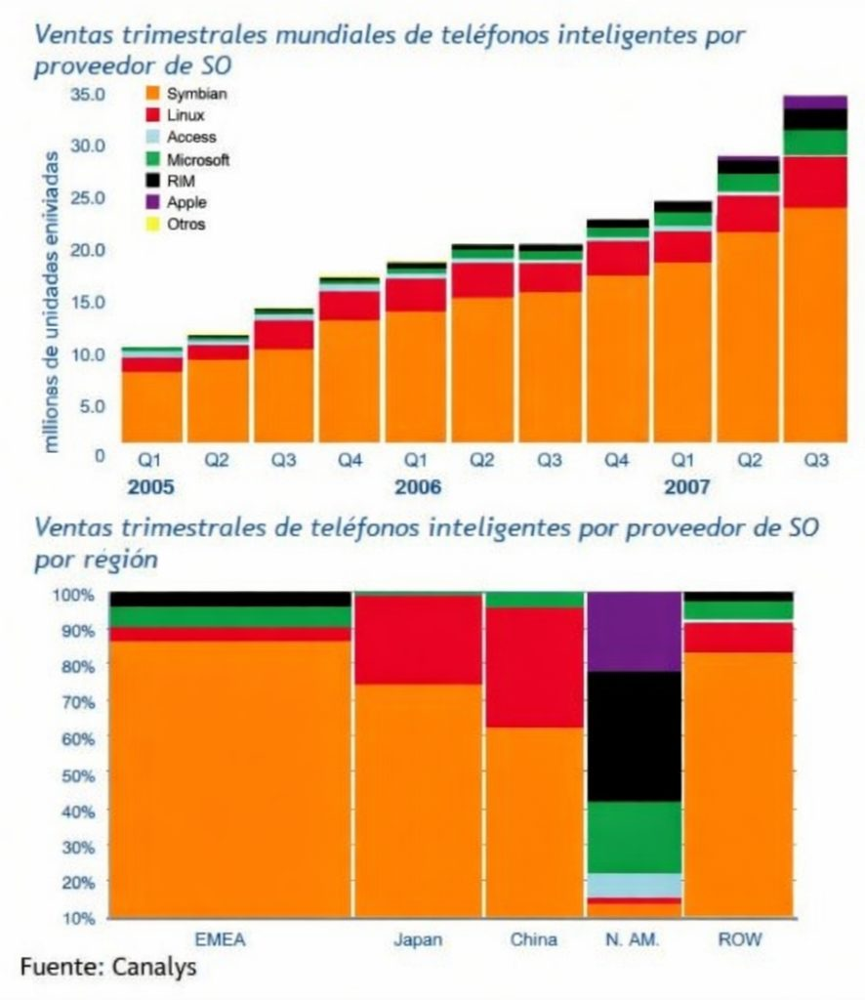 Ventas trimestrales mundiales de teléfonos inteligentes por
proveedor de SO
millionas de unidadas eniiviadas
35.0
30.0
25.0
20.0
15.0
10.0
5.0
0
Symbian
Linux
Access
Microsoft
RIM
Apple
Otros
Q1 Q2 Q3 Q4 Q1 Q2 Q3 Q4 Q1 Q2 Q3
2005 2006 2007
Ventas trimestrales de teléfonos inteligentes por proveedor de SO
por región
100%
90%
80%
70%
60%
50%
40%
30%
20%
10%
EMEA Japan China N. AM. ROW
Fuente: Canalys